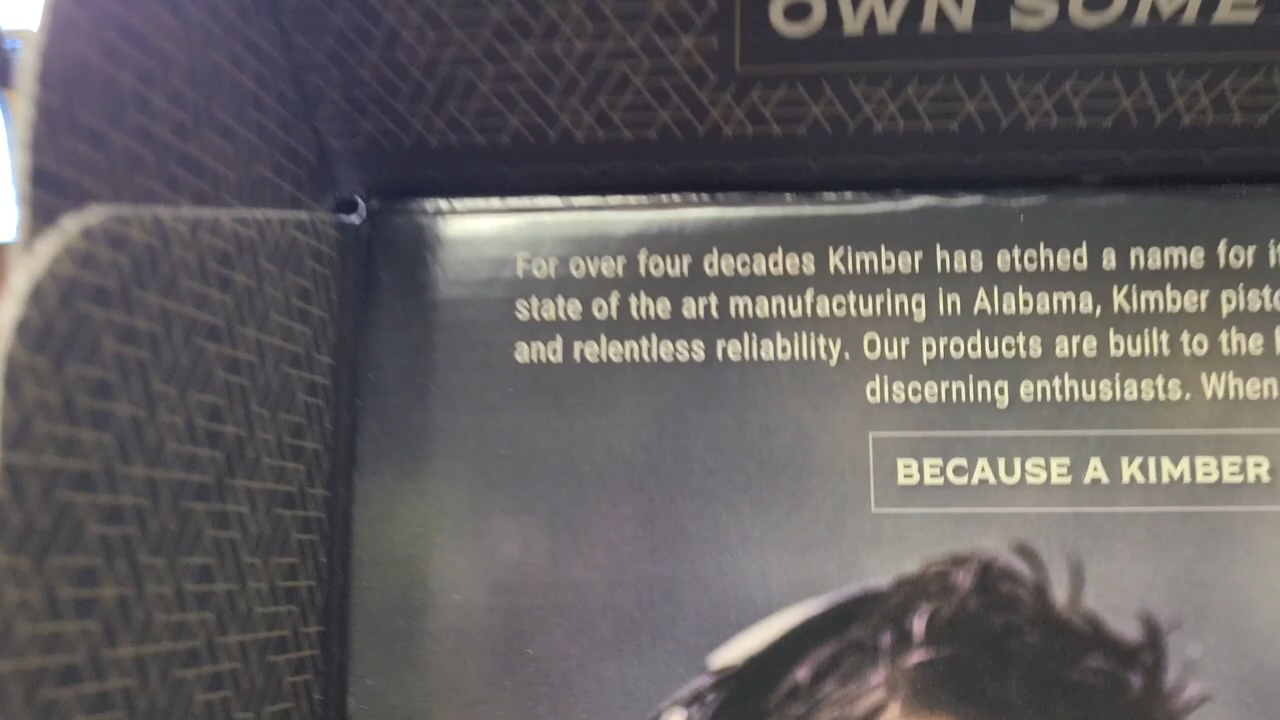 OWN SOME
For over four decades Kimber has etched a name for
state of the art manufacturing in Alabama, Kimber
and relentless reliability. Our products are built to the
discerning enthusiasts. When
BECAUSE A KIMBER